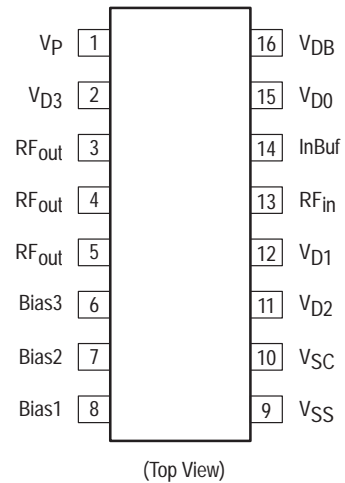 VP 1 16 VDB
VD3 2 15 VD0
RFout 3 14 InBuf
RFout 4 13 RFin
RFout 5 12 VD1
Bias3 6 11 VD2
Bias2 7 10 VSC
Bias1 8 9 VSS
(Top View)